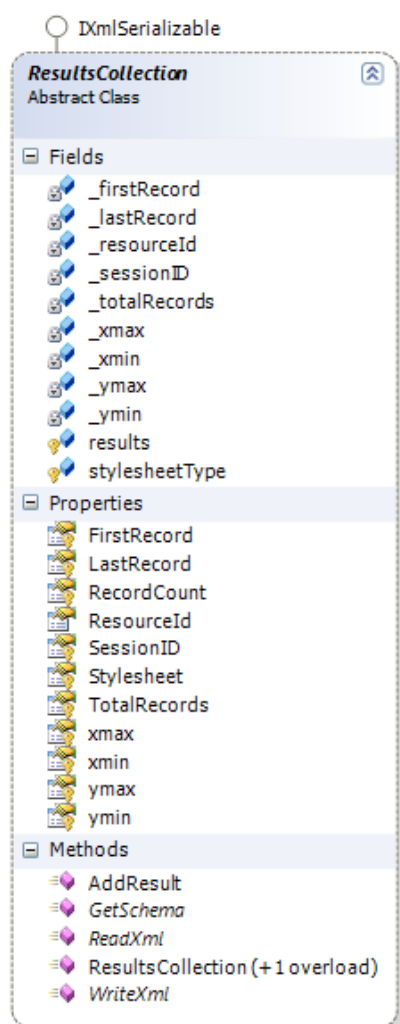 IXmlSerializable
ResultsCollection
Abstract Class
Fields
_firstRecord
_lastRecord
_resourceId
_sessionID
_totalRecords
_xmax
_xmin
_ymax
_ymin
results
stylesheetType
Properties
FirstRecord
LastRecord
RecordCount
ResourceId
SessionID
Stylesheet
TotalRecords
xmax
xmin
ymax
ymin
Methods
AddResult
GetSchema
ReadXml
ResultsCollection (+1 overload)
WriteXml